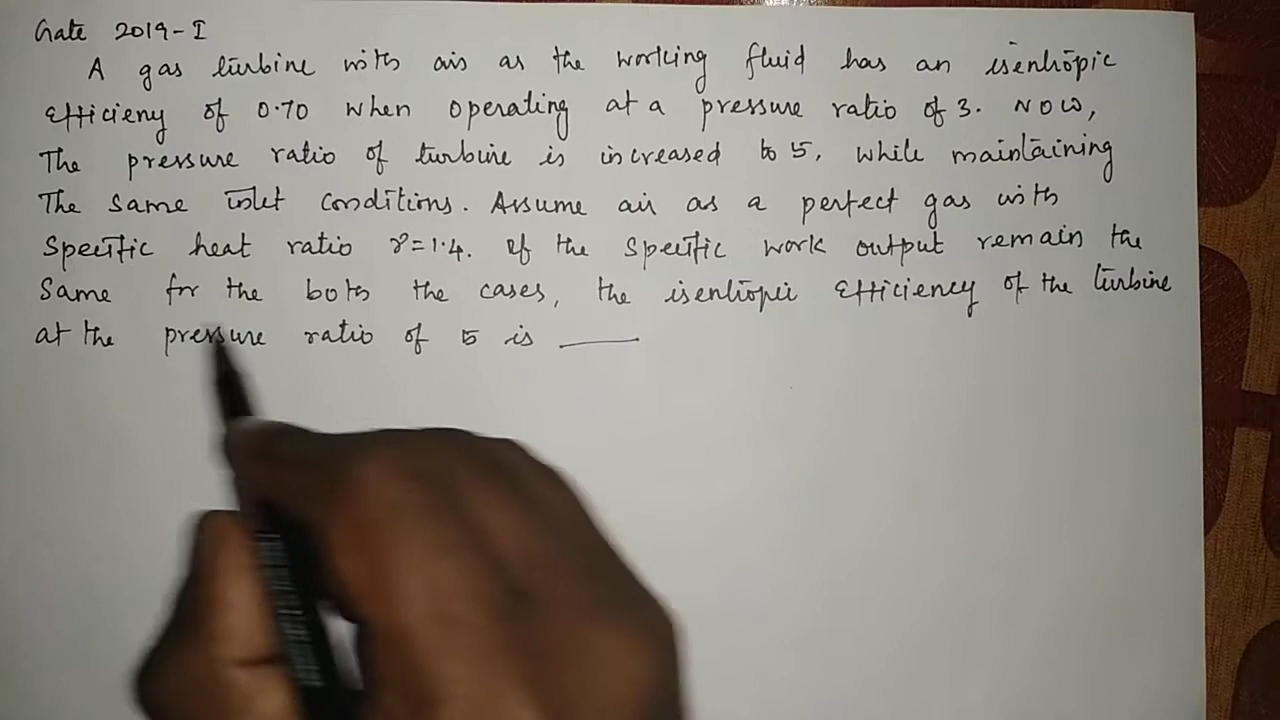 Gate 2019-I
A gas turbine with air as the working fluid has an isentropic
Efficieny of 0.70 when operating at a pressure ratio of 3. Now,
The pressure ratio of turbine is increased to 5, while maintaining
The same inlet conditions. Assume air as a perfect gas with
Specific heat ratio γ=1.4. If the specific work output remain the
Same for the both the cases, the isentropic Efficiency of the turbine
at the pressure ratio of 5 is ____